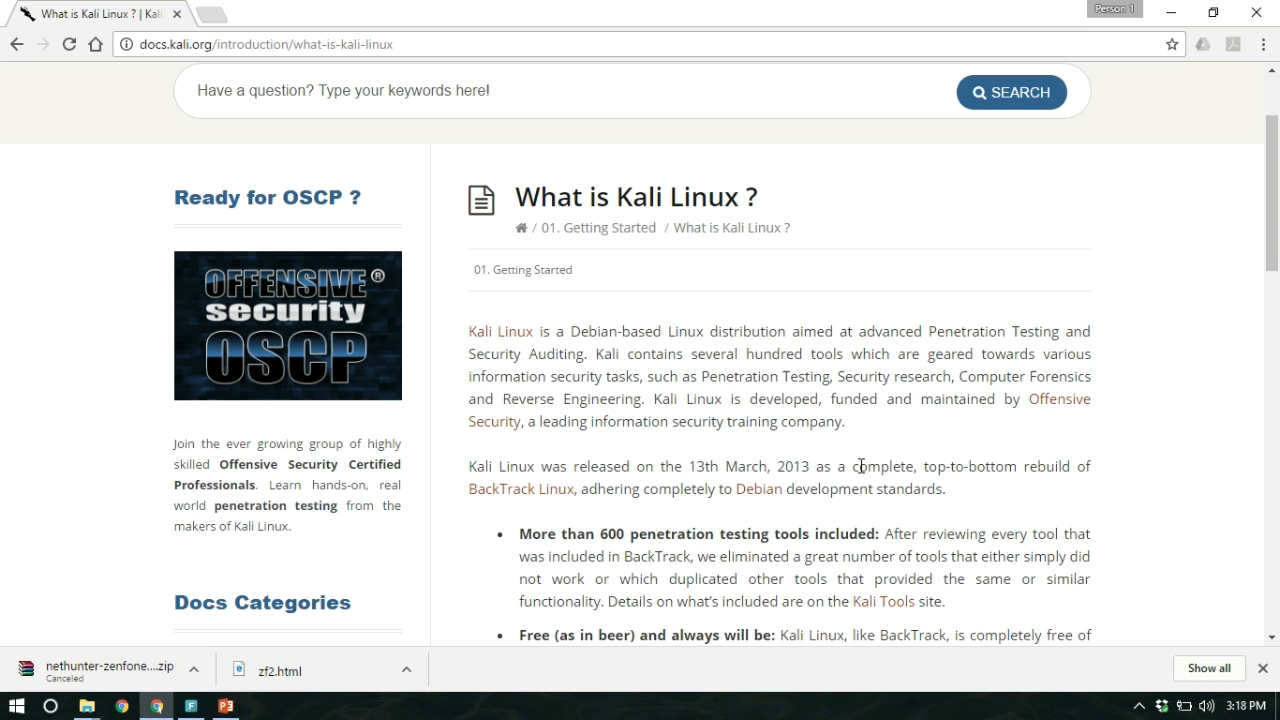 What is Kali Linux ? | Kali
Person 1
docs.kali.org/introduction/what-is-kali-linux
Have a question? Type your keywords here!
SEARCH
Ready for OSCP ?
OFFENSIVE®
security
OSCP
Join the ever growing group of highly
skilled Offensive Security Certified
Professionals. Learn hands-on, real
world penetration testing from the
makers of Kali Linux.
Docs Categories
What is Kali Linux ?
/ 01. Getting Started / What is Kali Linux ?
01. Getting Started
Kali Linux is a Debian-based Linux distribution aimed at advanced Penetration Testing and
Security Auditing. Kali contains several hundred tools which are geared towards various
information security tasks, such as Penetration Testing, Security research, Computer Forensics
and Reverse Engineering. Kali Linux is developed, funded and maintained by Offensive
Security, a leading information security training company.
Kali Linux was released on the 13th March, 2013 as a complete, top-to-bottom rebuild of
BackTrack Linux, adhering completely to Debian development standards.
• More than 600 penetration testing tools included: After reviewing every tool that
was included in BackTrack, we eliminated a great number of tools that either simply did
not work or which duplicated other tools that provided the same or similar
functionality. Details on what's included are on the Kali Tools site.
• Free (as in beer) and always will be: Kali Linux, like BackTrack, is completely free of
nethunter-zenfone....zip
Canceled
zf2.html
Show all
3:18 PM